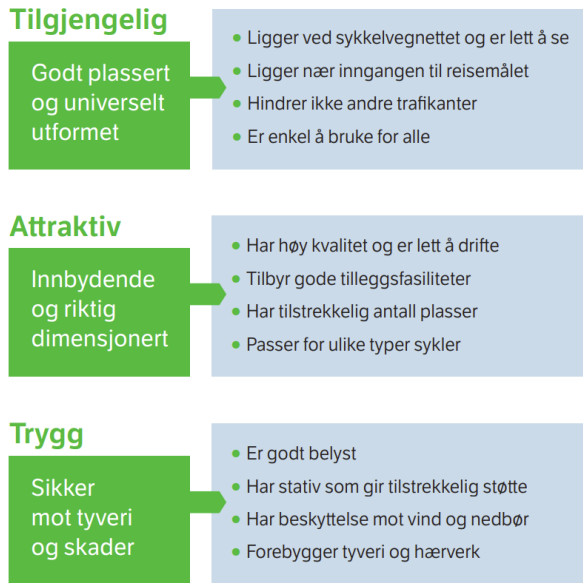 Tilgjengelig
Godt plassert
og universelt
utformet
• Ligger ved sykkelvegnettet og er lett å se
• Ligger nær inngangen til reisemålet
• Hindrer ikke andre trafikanter
• Er enkel å bruke for alle
Attraktiv
Innbydende
og riktig
dimensjonert
• Har høy kvalitet og er lett å drifte
• Tilbyr gode tilleggsfasiliteter
• Har tilstrekkelig antall plasser
• Passer for ulike typer sykler
Trygg
Sikker
mot tyveri
og skader
• Er godt belyst
• Har stativ som gir tilstrekkelig støtte
• Har beskyttelse mot vind og nedbør
• Forebygger tyveri og hærverk